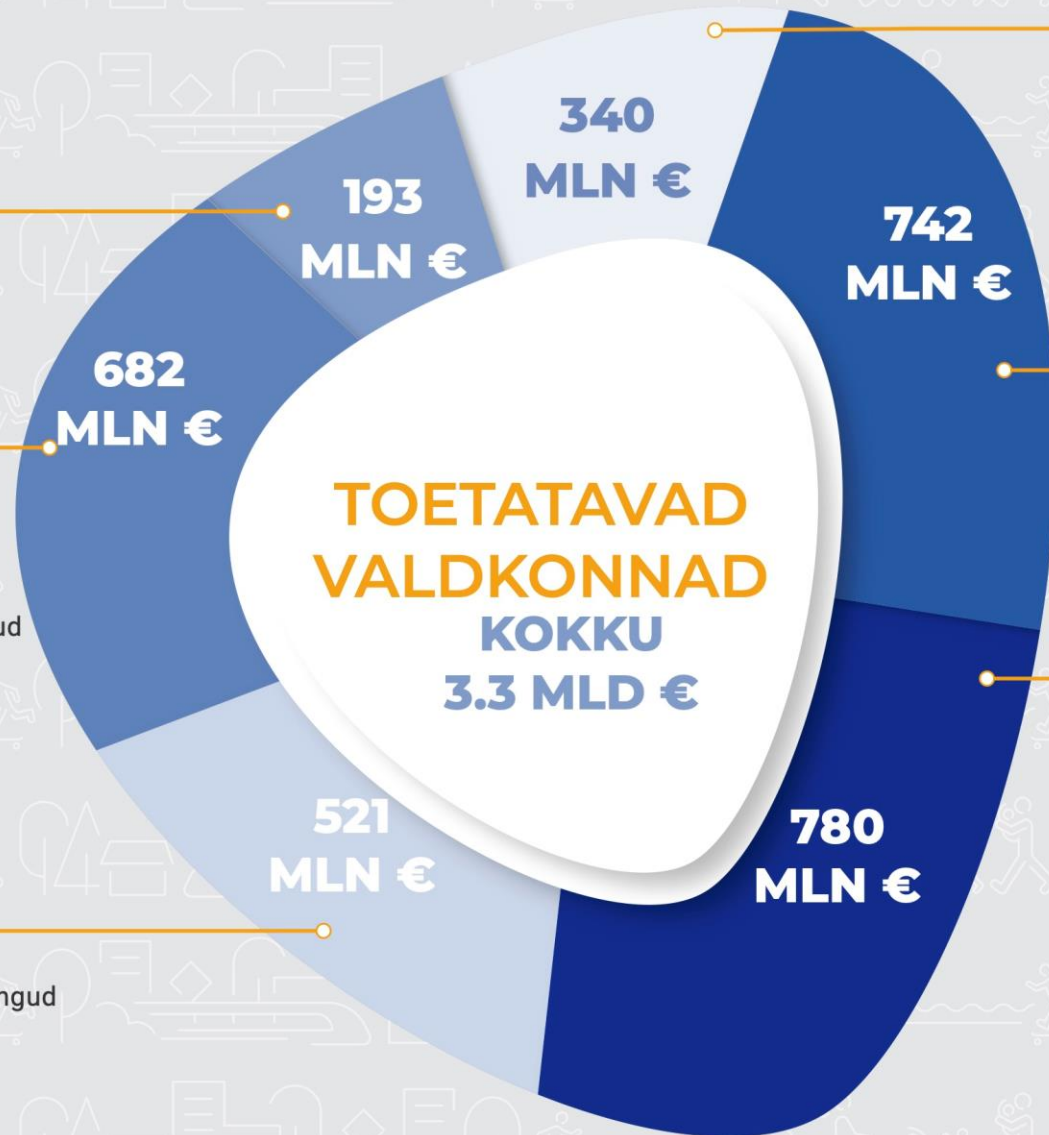 340
MLN €
193
MLN €
742
MLN €
682
MLN €
TOETATAVAD
VALDKONNAD
KOKKU
3.3 MLD €
521
MLN €
780
MLN €